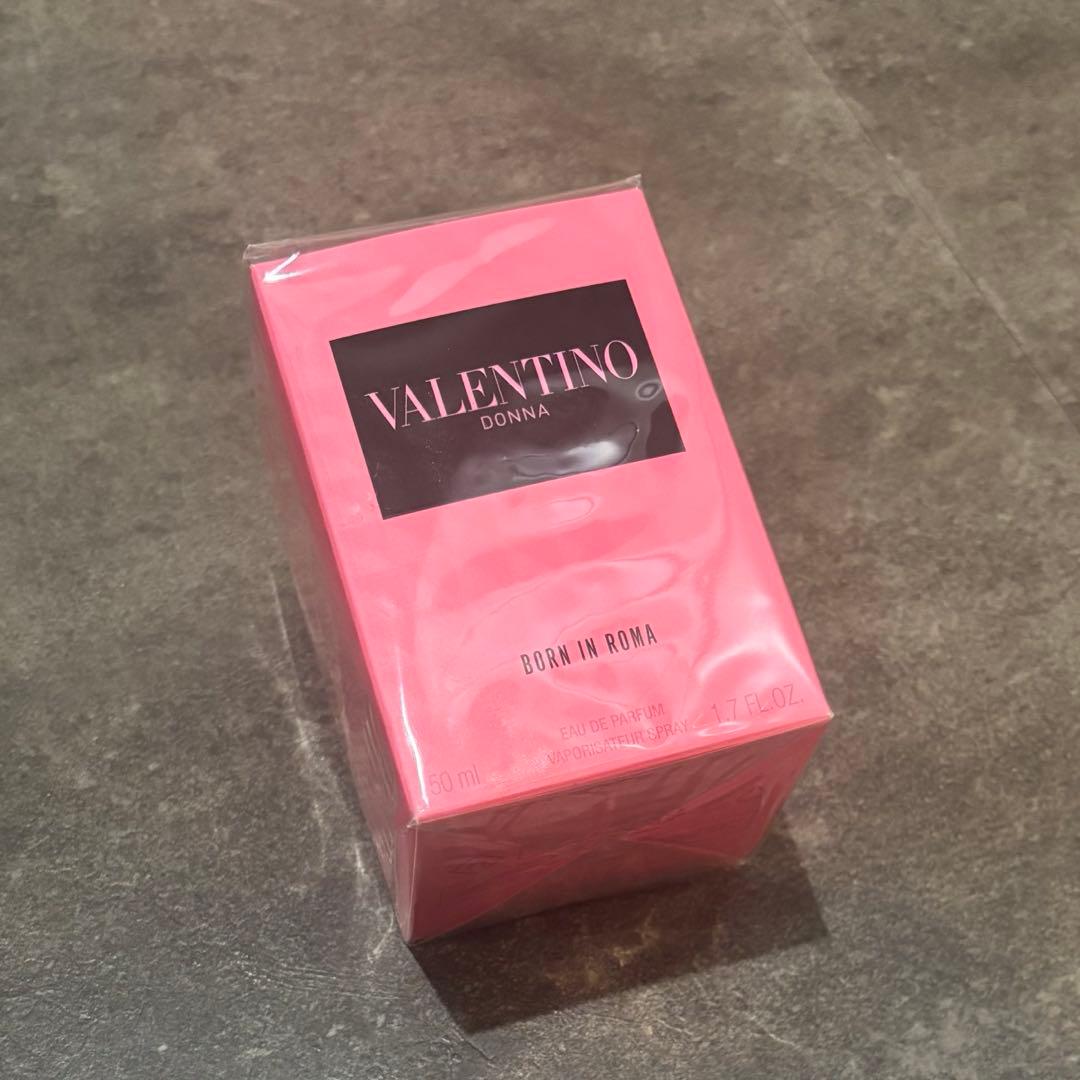 VALENTINO
DONNA
BORN IN ROMA
EAU DE PARFUM
VAPORISATEUR SPRAY
50 ml
1.7 FL.OZ.